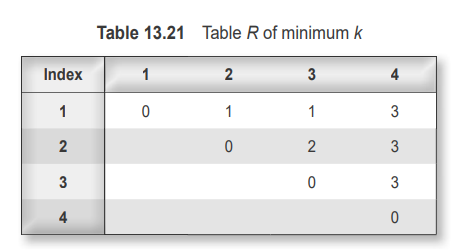 Table 13.21 Table R of minimum k
Index 1 2 3 4
1 0 1 1 3
2 0 2 3
3 0 3
4 0